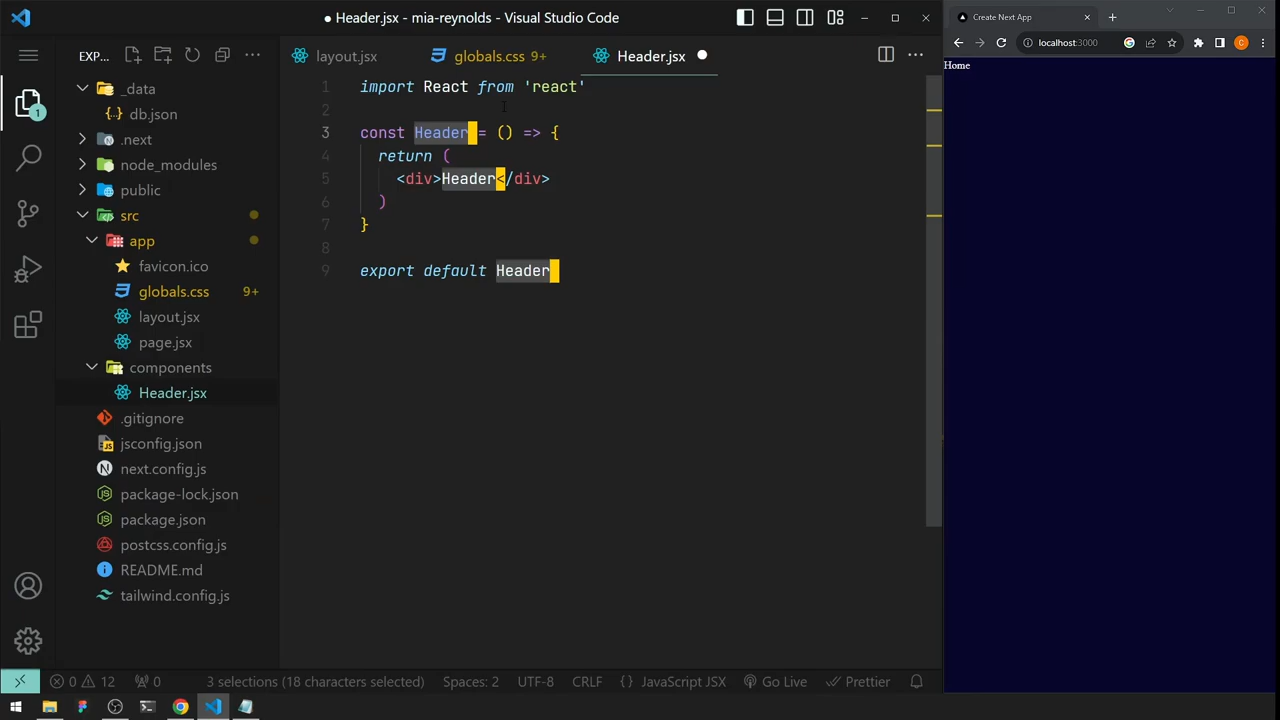 Header.jsx - mia-reynolds - Visual Studio Code
EXP...
layout.jsx
globals.css 9+
Header.jsx
_data
db.json
.next
node_modules
public
src
app
favicon.ico
globals.css 9+
layout.jsx
page.jsx
components
Header.jsx
.gitignore
jsconfig.json
next.config.js
package-lock.json
package.json
postcss.config.js
README.md
tailwind.config.js
1
1 import React from 'react'
2
3 const Header = () => {
4 return (
5 <div>Header</div>
6 )
7 }
8
9 export default Header
0 12 0
3 selections (18 characters selected)
Spaces: 2
UTF-8
CRLF
{} JavaScript JSX
Go Live
Prettier
Create Next App
localhost:3000
C
Home